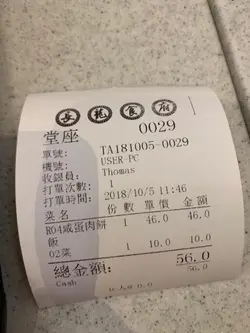 長苑食廚
0029
堂座
單號: TA181005-0029
機號: USER-PC
收銀員: Thomas
打單次數: 1
打單時間: 2018/10/5 11:46
菜名 份數 單價 金額
R04咸蛋肉餅飯 1 46.0 46.0
02菜 1 10.0 10.0
總金額: 56.0
Cash 56.0